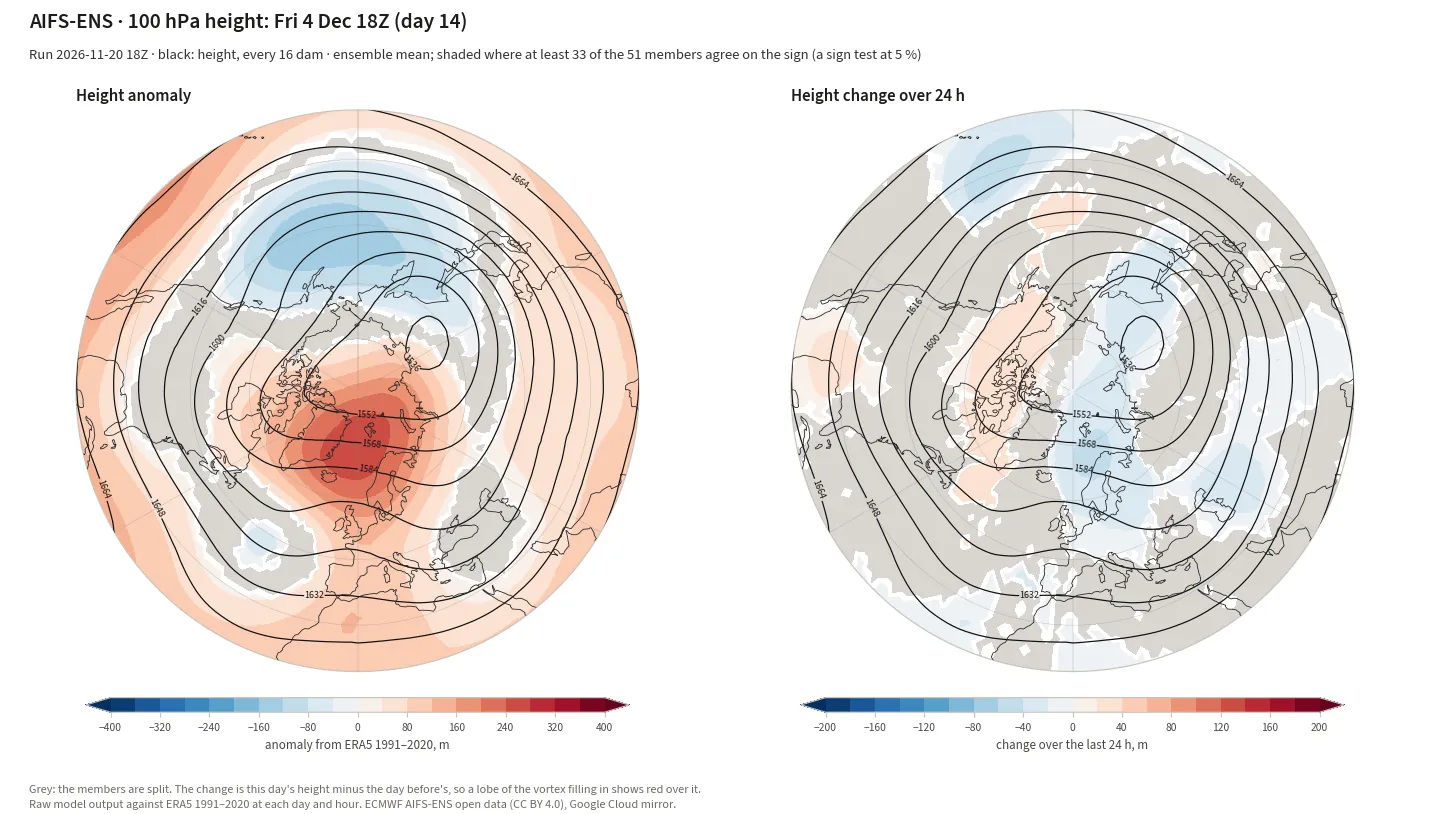 AIFS-ENS · 100 hPa height: Fri 4 Dec 18Z (day 14)
Run 2026-11-20 18Z · black: height, every 16 dam · ensemble mean; shaded where at least 33 of the 51 members agree on the sign (a sign test at 5 %)
Height anomaly
Height change over 24 h
1664
1616
1600
1536
1552
1568
1584
1664
1648
1632
1664
1616
1600
1536
1552
1568
1584
1664
1648
1632
−400 −320 −240 −160 −80 0 80 160 240 320 400
anomaly from ERA5 1991–2020, m
−200 −160 −120 −80 −40 0 40 80 120 160 200
change over the last 24 h, m
Grey: the members are split. The change is this day's height minus the day before's, so a lobe of the vortex filling in shows red over it.
Raw model output against ERA5 1991–2020 at each day and hour. ECMWF AIFS-ENS open data (CC BY 4.0), Google Cloud mirror.